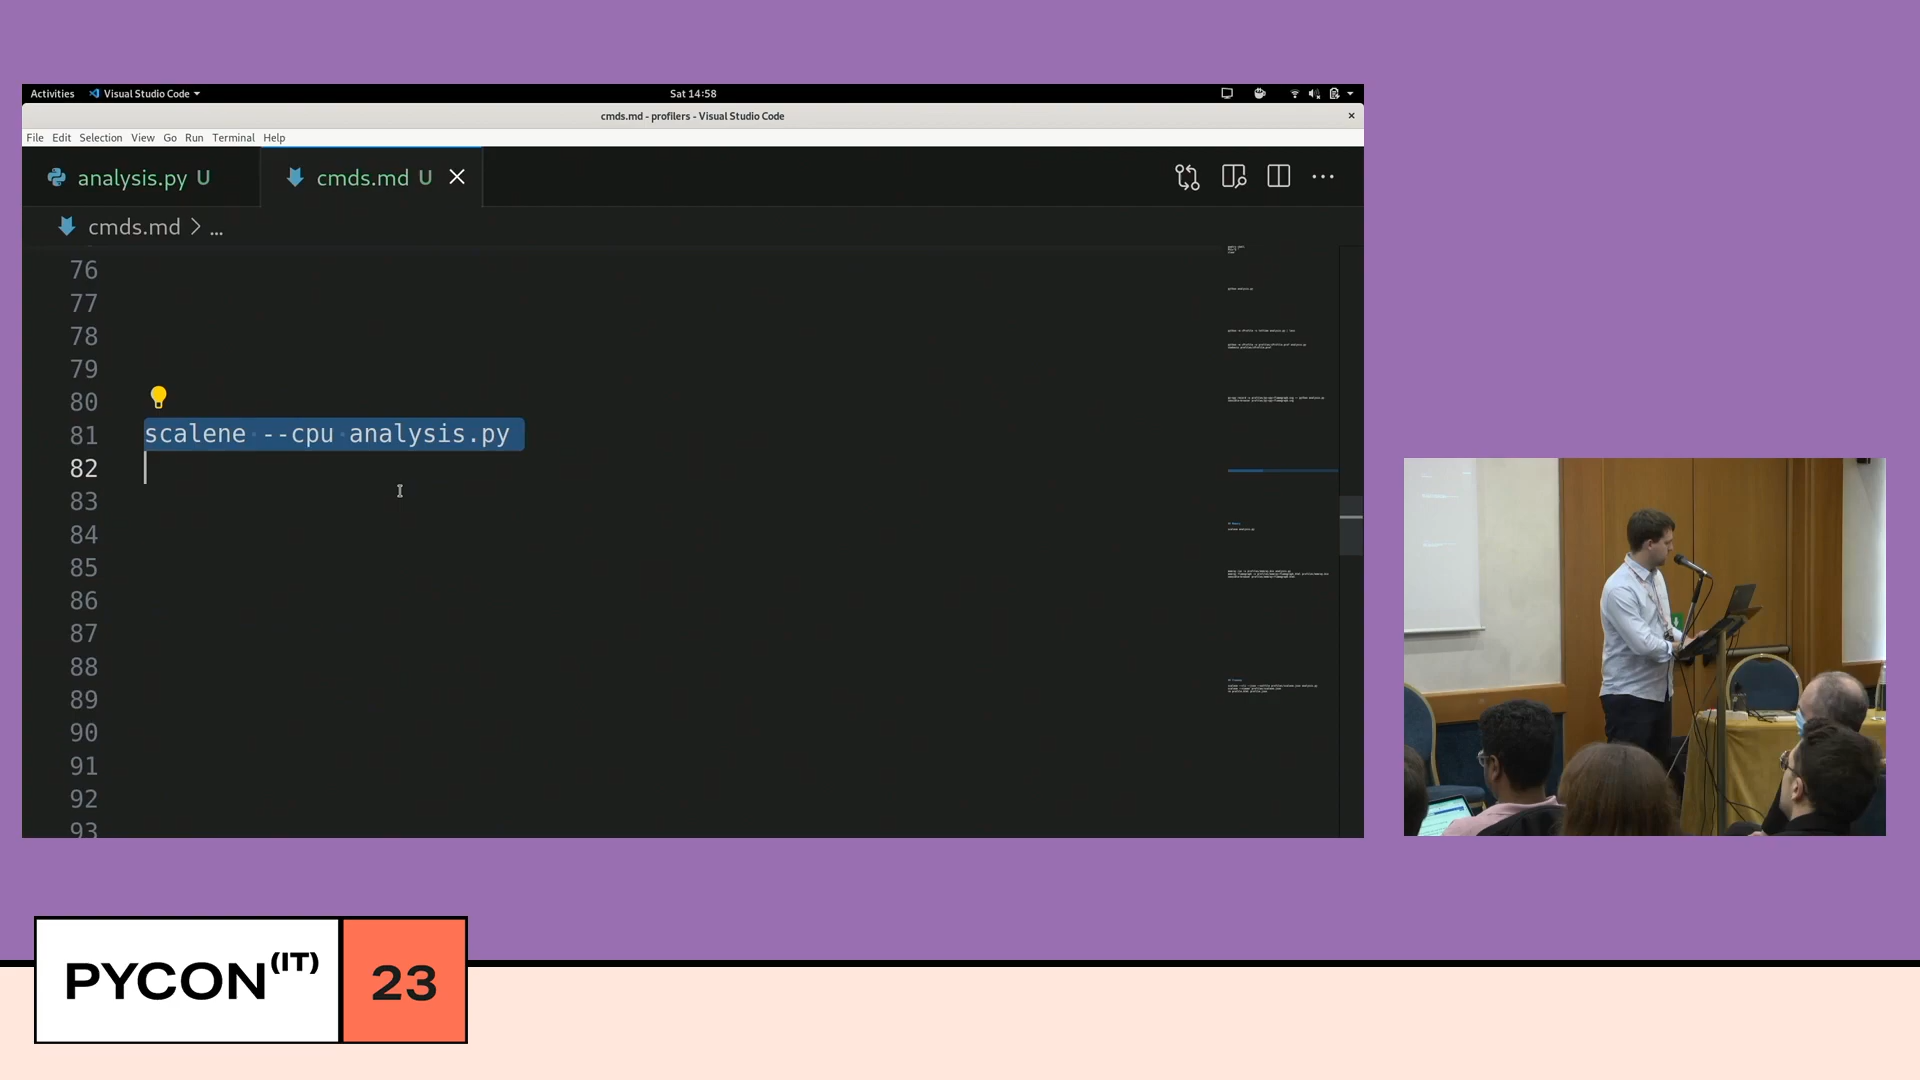 Activities Visual Studio Code Sat 14:58
cmds.md - profilers - Visual Studio Code
File Edit Selection View Go Run Terminal Help
analysis.py U cmds.md U
cmds.md > ...
76
77
78
79
80
81 scalene --cpu analysis.py
82
83
84
85
86
87
88
89
90
91
92
93
PYCON(IT) 23